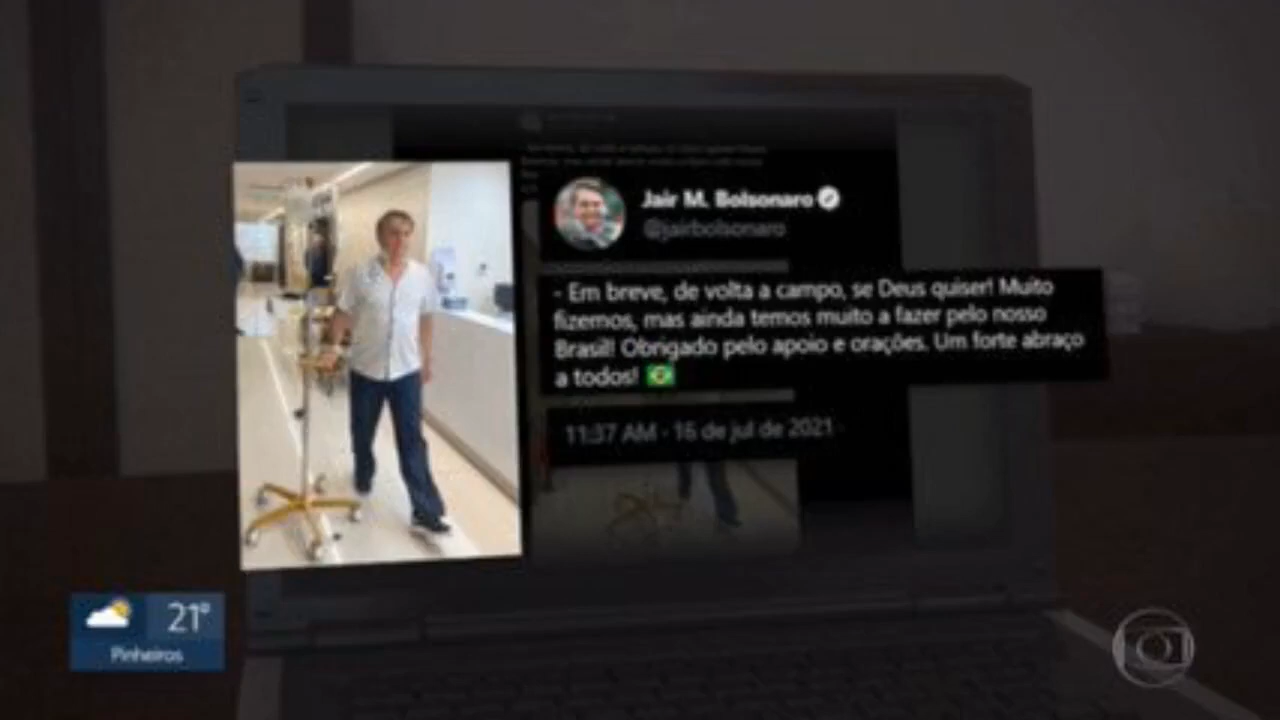 Jair M. Bolsonaro
@jairbolsonaro
- Em breve, de volta a campo, se Deus quiser! Muito
fizemos, mas ainda temos muito a fazer pelo nosso
Brasil! Obrigado pelo apoio e orações. Um forte abraço
a todos! 🇧🇷
11:37 AM · 16 de jul de 2021
21°
Pinheiros